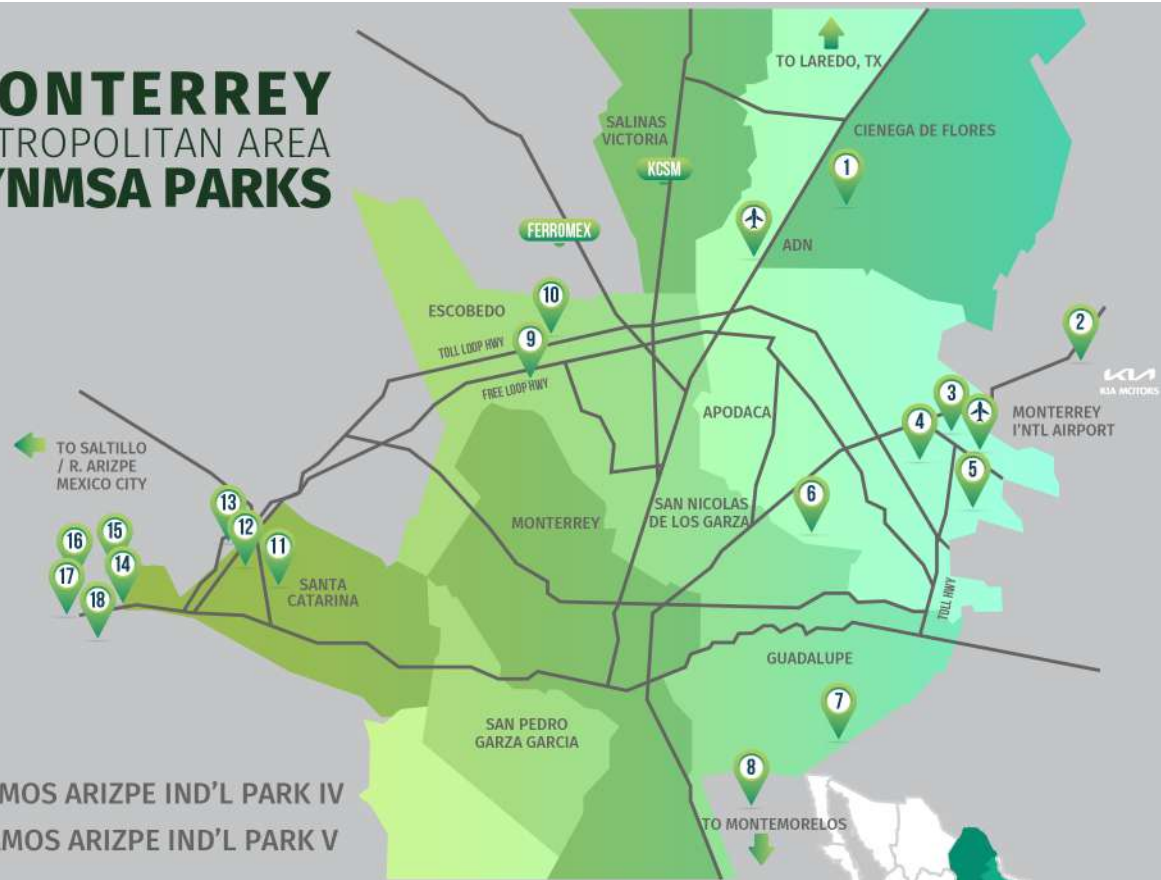 ONTERREY
TROPOLITAN AREA
YNMSA PARKS
TO LAREDO, TX
SALINAS
VICTORIA
CIENEGA DE FLORES
1
KCSM
FERROMEX
ADN
ESCOBEDO
10
9
TOLL LOOP HWY
FREE LOOP HWY
2
KIA
KIA MOTORS
3
4
MONTERREY
I'NTL AIRPORT
APODACA
5
6
TO SALTILLO
/ R. ARIZPE
MEXICO CITY
SAN NICOLAS
DE LOS GARZA
MONTERREY
13
12
11
16
15
14
17
18
SANTA
CATARINA
TOLL HWY
GUADALUPE
7
SAN PEDRO
GARZA GARCIA
8
TO MONTEMORELOS
MOS ARIZPE IND'L PARK IV
AMOS ARIZPE IND'L PARK V